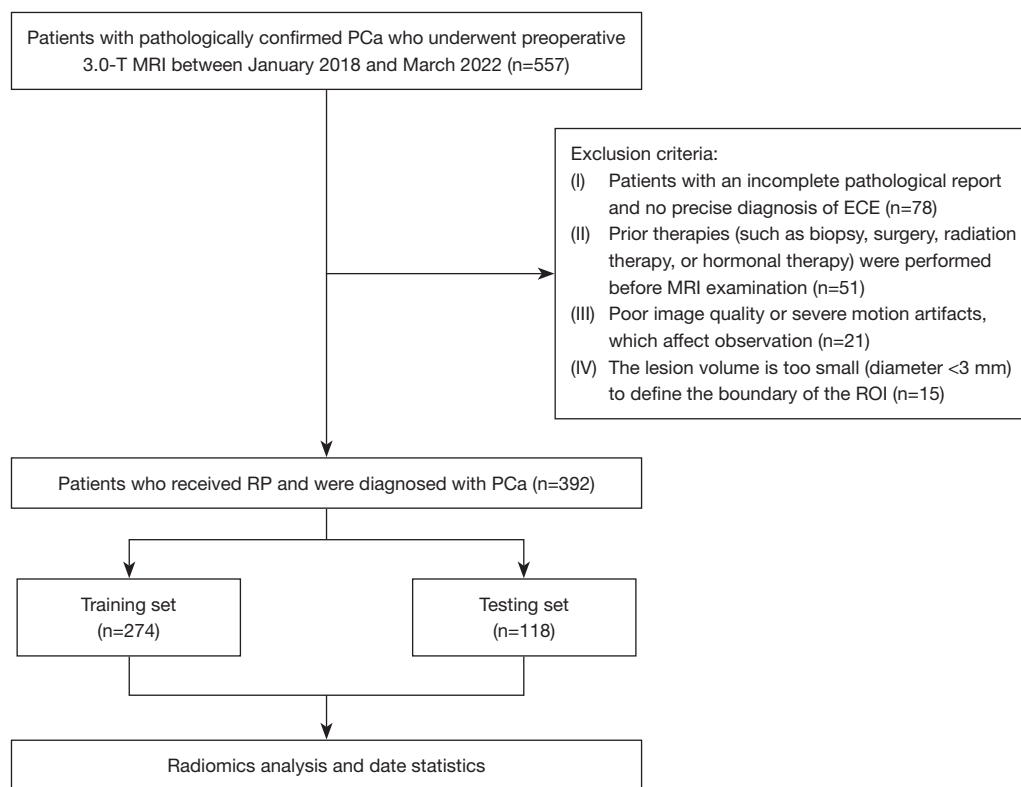 Patients with pathologically confirmed PCa who underwent preoperative
3.0-T MRI between January 2018 and March 2022 (n=557)
Exclusion criteria:
(I) Patients with an incomplete pathological report
and no precise diagnosis of ECE (n=78)
(II) Prior therapies (such as biopsy, surgery, radiation
therapy, or hormonal therapy) were performed
before MRI examination (n=51)
(III) Poor image quality or severe motion artifacts,
which affect observation (n=21)
(IV) The lesion volume is too small (diameter <3 mm)
to define the boundary of the ROI (n=15)
Patients who received RP and were diagnosed with PCa (n=392)
Training set
(n=274)
Testing set
(n=118)
Radiomics analysis and date statistics